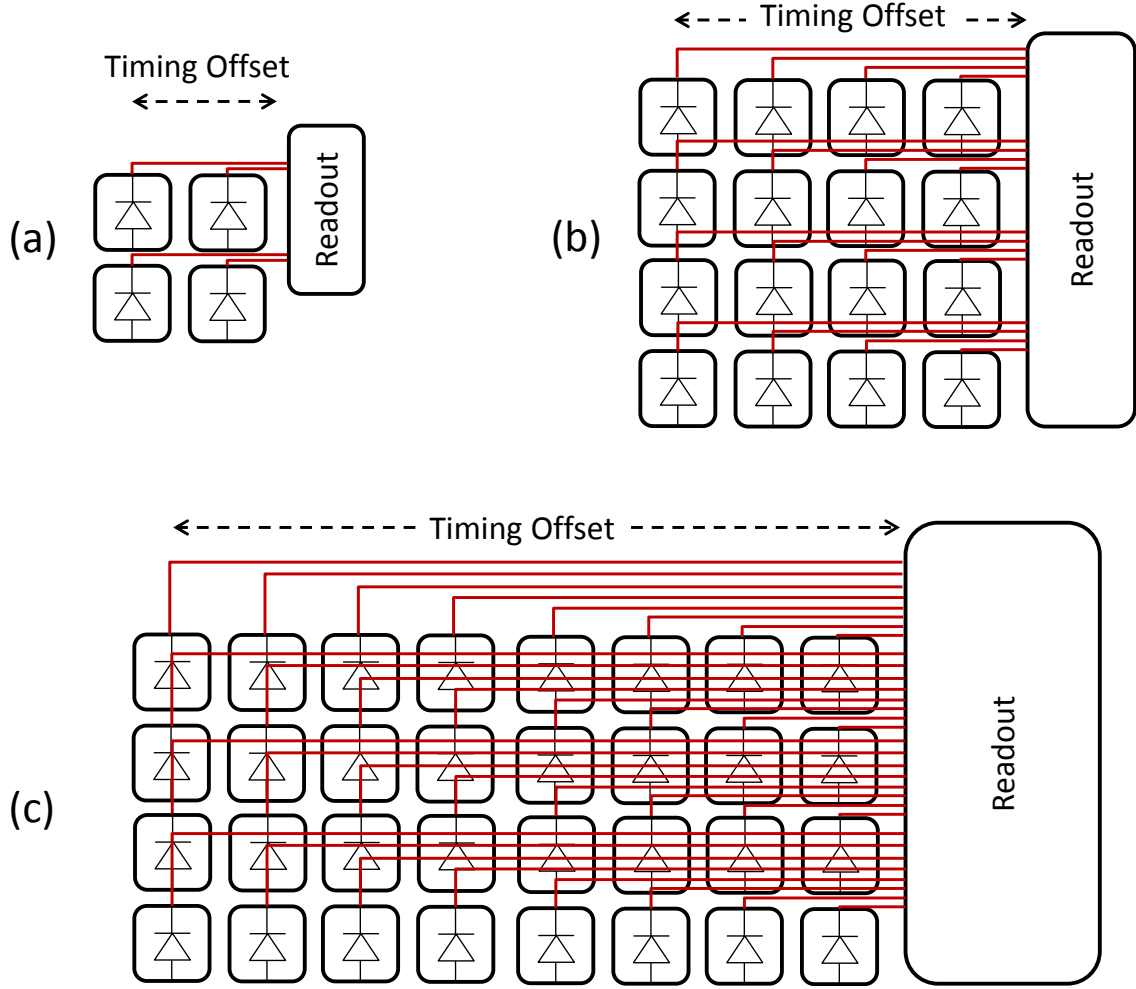 Timing Offset
(a)
Readout
Timing Offset
(b)
Readout
Timing Offset
(c)
Readout